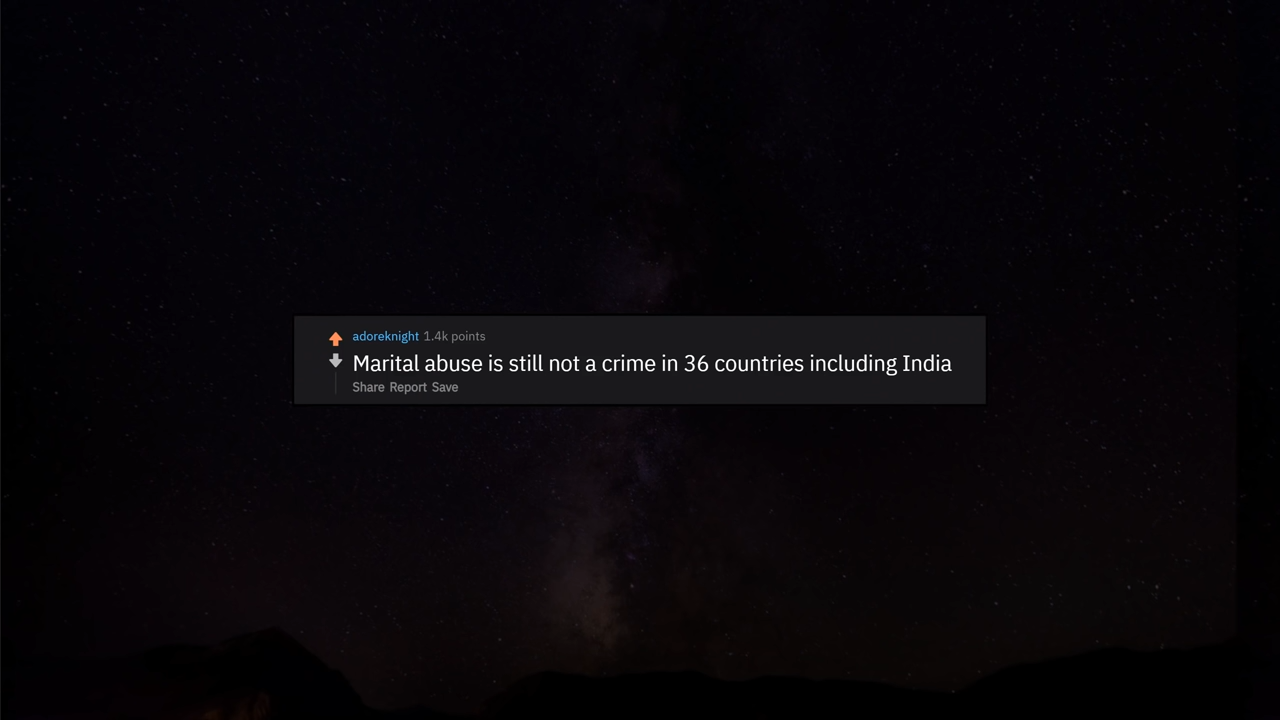 adoreknight 1.4k points
Marital abuse is still not a crime in 36 countries including India
Share Report Save